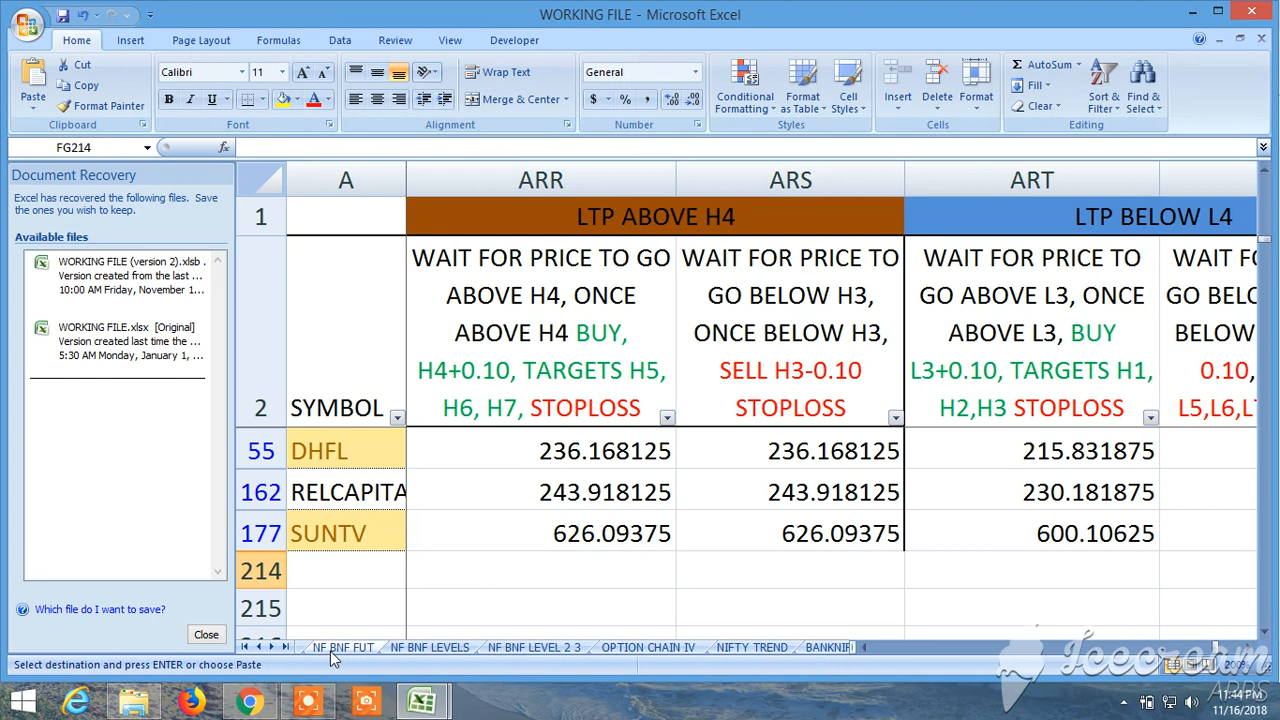 WORKING FILE - Microsoft Excel
Home Insert Page Layout Formulas Data Review View Developer
Paste Cut Copy Format Painter
Calibri 11
B I U
Wrap Text
Merge & Center
General
$ % ,
Conditional Formatting Format as Table Cell Styles
Insert Delete Format
Σ AutoSum Fill Clear
Sort & Filter Find & Select
Clipboard Font Alignment Number Styles Cells Editing
FG214 fx
Document Recovery
Excel has recovered the following files. Save
the ones you wish to keep.
Available files
WORKING FILE (version 2).xlsb .
Version created from the last ...
10:00 AM Friday, November 1...
WORKING FILE.xlsx [Original]
Version created last time the ...
5:30 AM Monday, January 1, ...
Which file do I want to save?
Close
A ARR ARS ART
1 LTP ABOVE H4 LTP BELOW L4
2 SYMBOL
WAIT FOR PRICE TO GO
ABOVE H4, ONCE
ABOVE H4 BUY,
H4+0.10, TARGETS H5,
H6, H7, STOPLOSS
WAIT FOR PRICE TO
GO BELOW H3,
ONCE BELOW H3,
SELL H3-0.10
STOPLOSS
WAIT FOR PRICE TO
GO ABOVE L3, ONCE
ABOVE L3, BUY
L3+0.10, TARGETS H1,
H2,H3 STOPLOSS
WAIT
GO
BELOW
0.10,
L5,L6,
55 DHFL 236.168125 236.168125 215.831875
162 RELCAPITA 243.918125 243.918125 230.181875
177 SUNTV 626.09375 626.09375 600.10625
214
215
NF BNF FUT NF BNF LEVELS NF BNF LEVEL 2 3 OPTION CHAIN IV NIFTY TREND BANKNIF
Select destination and press ENTER or choose Paste
Icecream
APPS
11:44 PM
11/16/2018